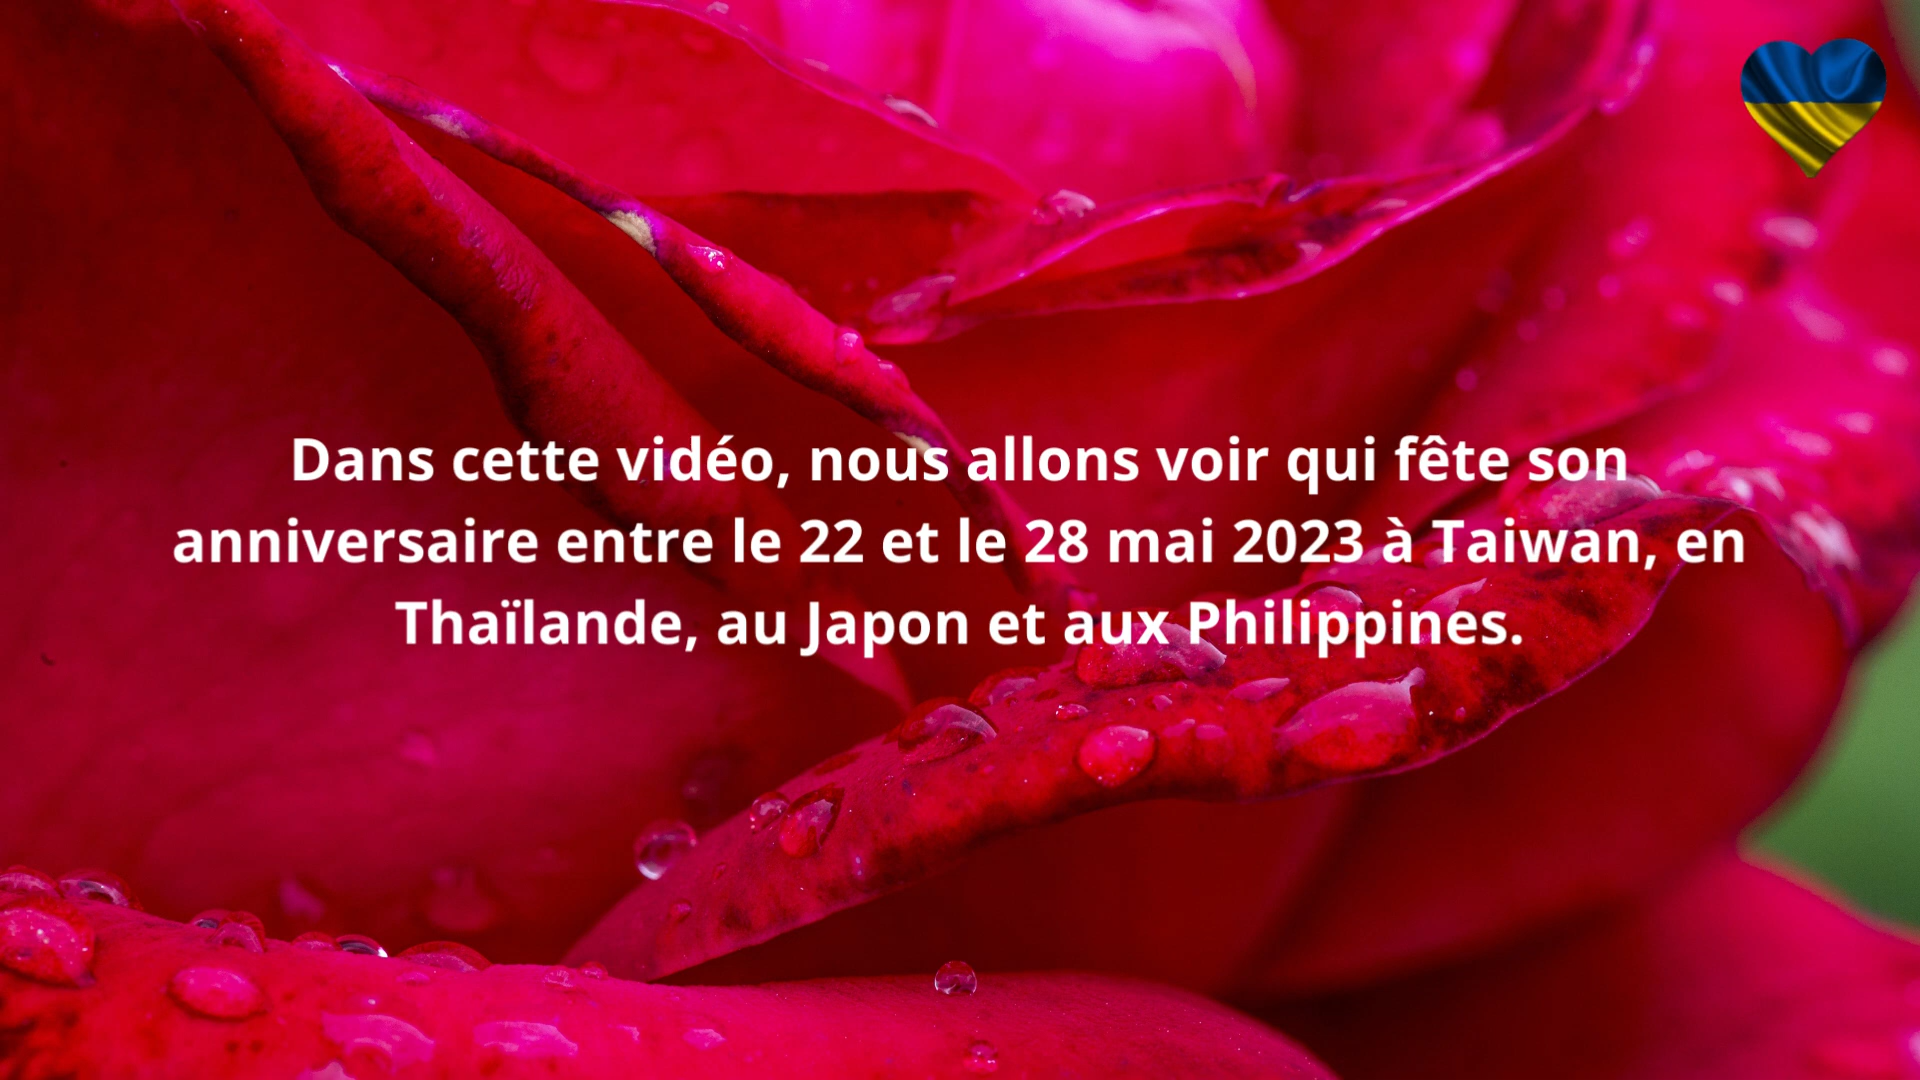 Dans cette vidéo, nous allons voir qui fête son
anniversaire entre le 22 et le 28 mai 2023 à Taiwan, en
Thaïlande, au Japon et aux Philippines.